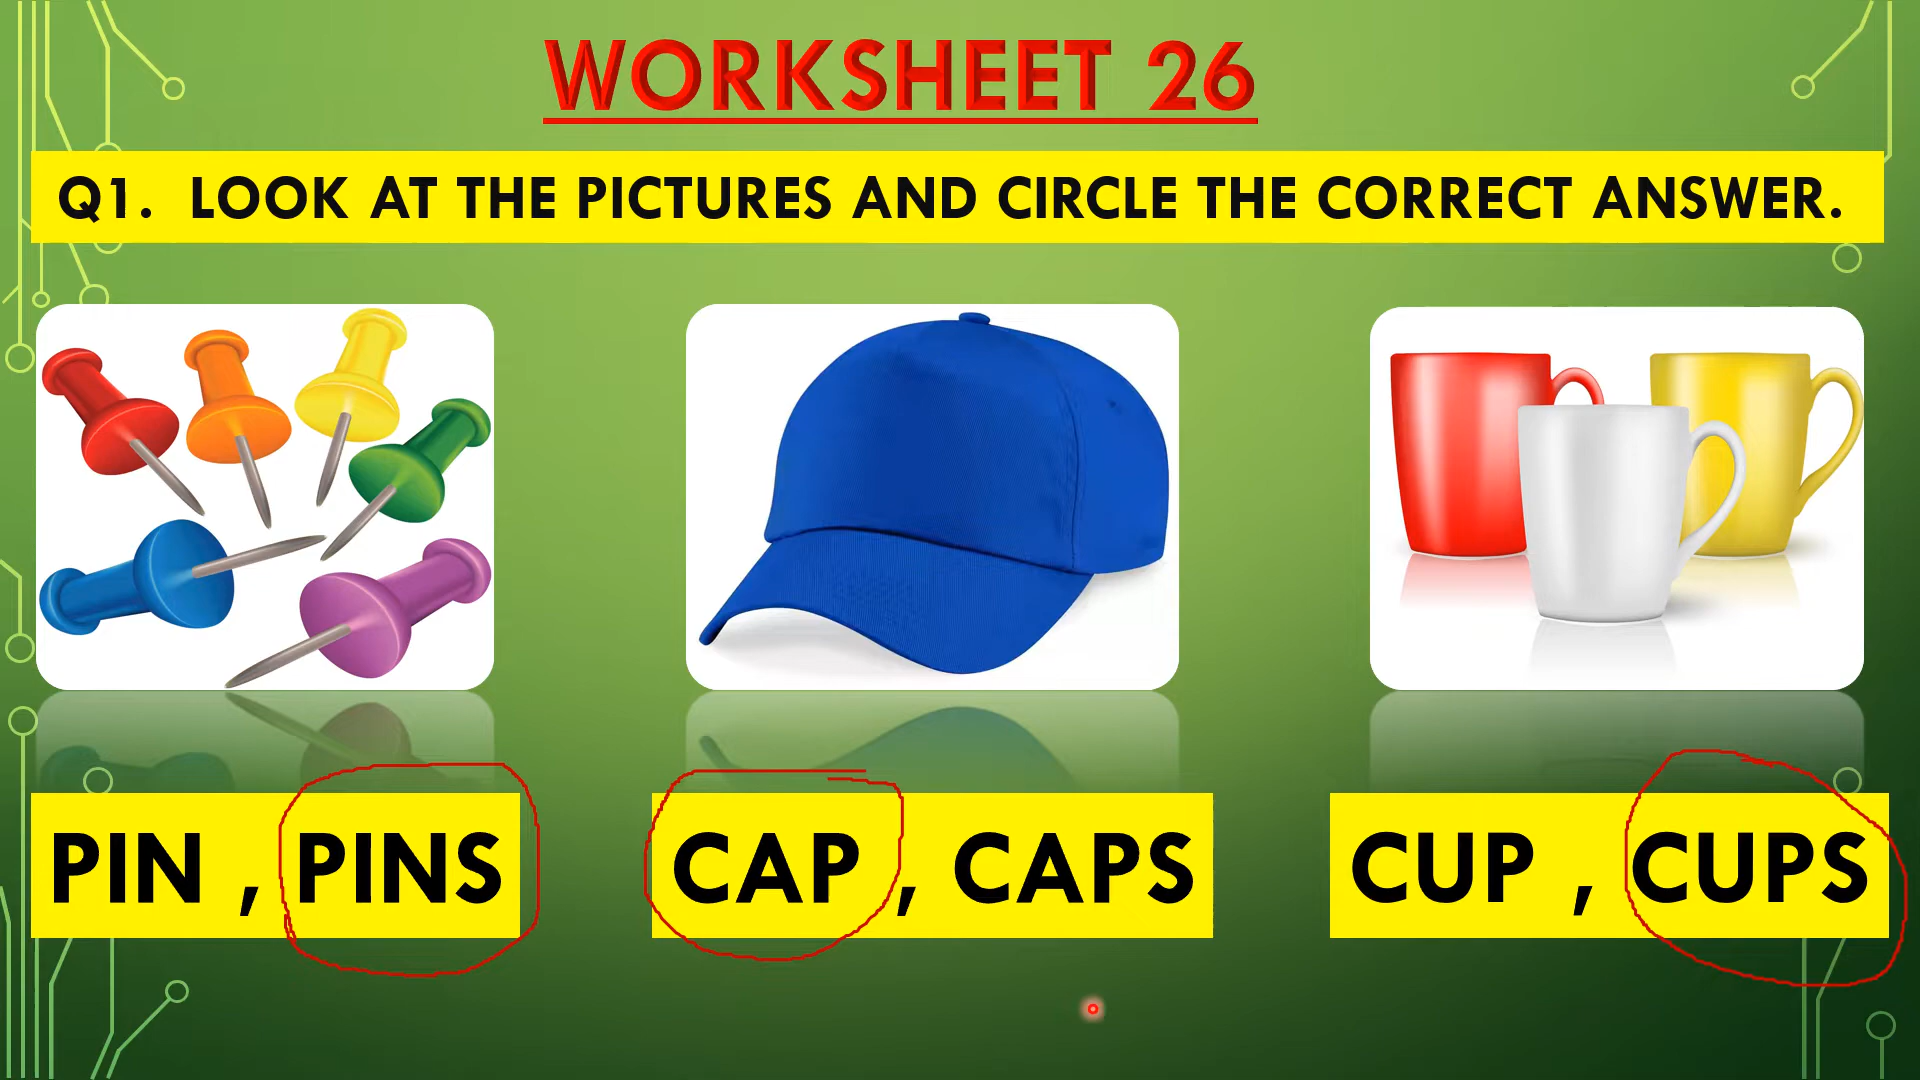 WORKSHEET 26
Q1. LOOK AT THE PICTURES AND CIRCLE THE CORRECT ANSWER.
PIN , PINS
CAP , CAPS
CUP , CUPS